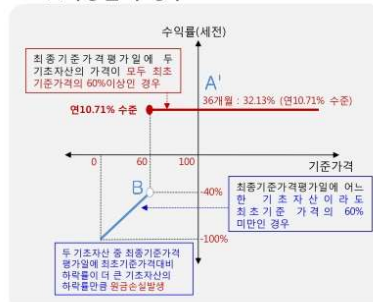 수익률(세전)
최종기준가격평가일에 두
기초자산의 가격이 모두 최초
기준가격의 60%이상인 경우
A'
연10.71% 수준
36개월 : 32.13% (연10.71% 수준)
0 60 100
기준가격
B
-40%
최종기준가격평가일에 어느
한 기초자산이라도
최초기준 가격의 60%
미만인 경우
-100%
두 기초자산 중 최종기준가격
평가일에 최초기준가격대비
하락률이 더 큰 기초자산의
하락률만큼 원금손실발생